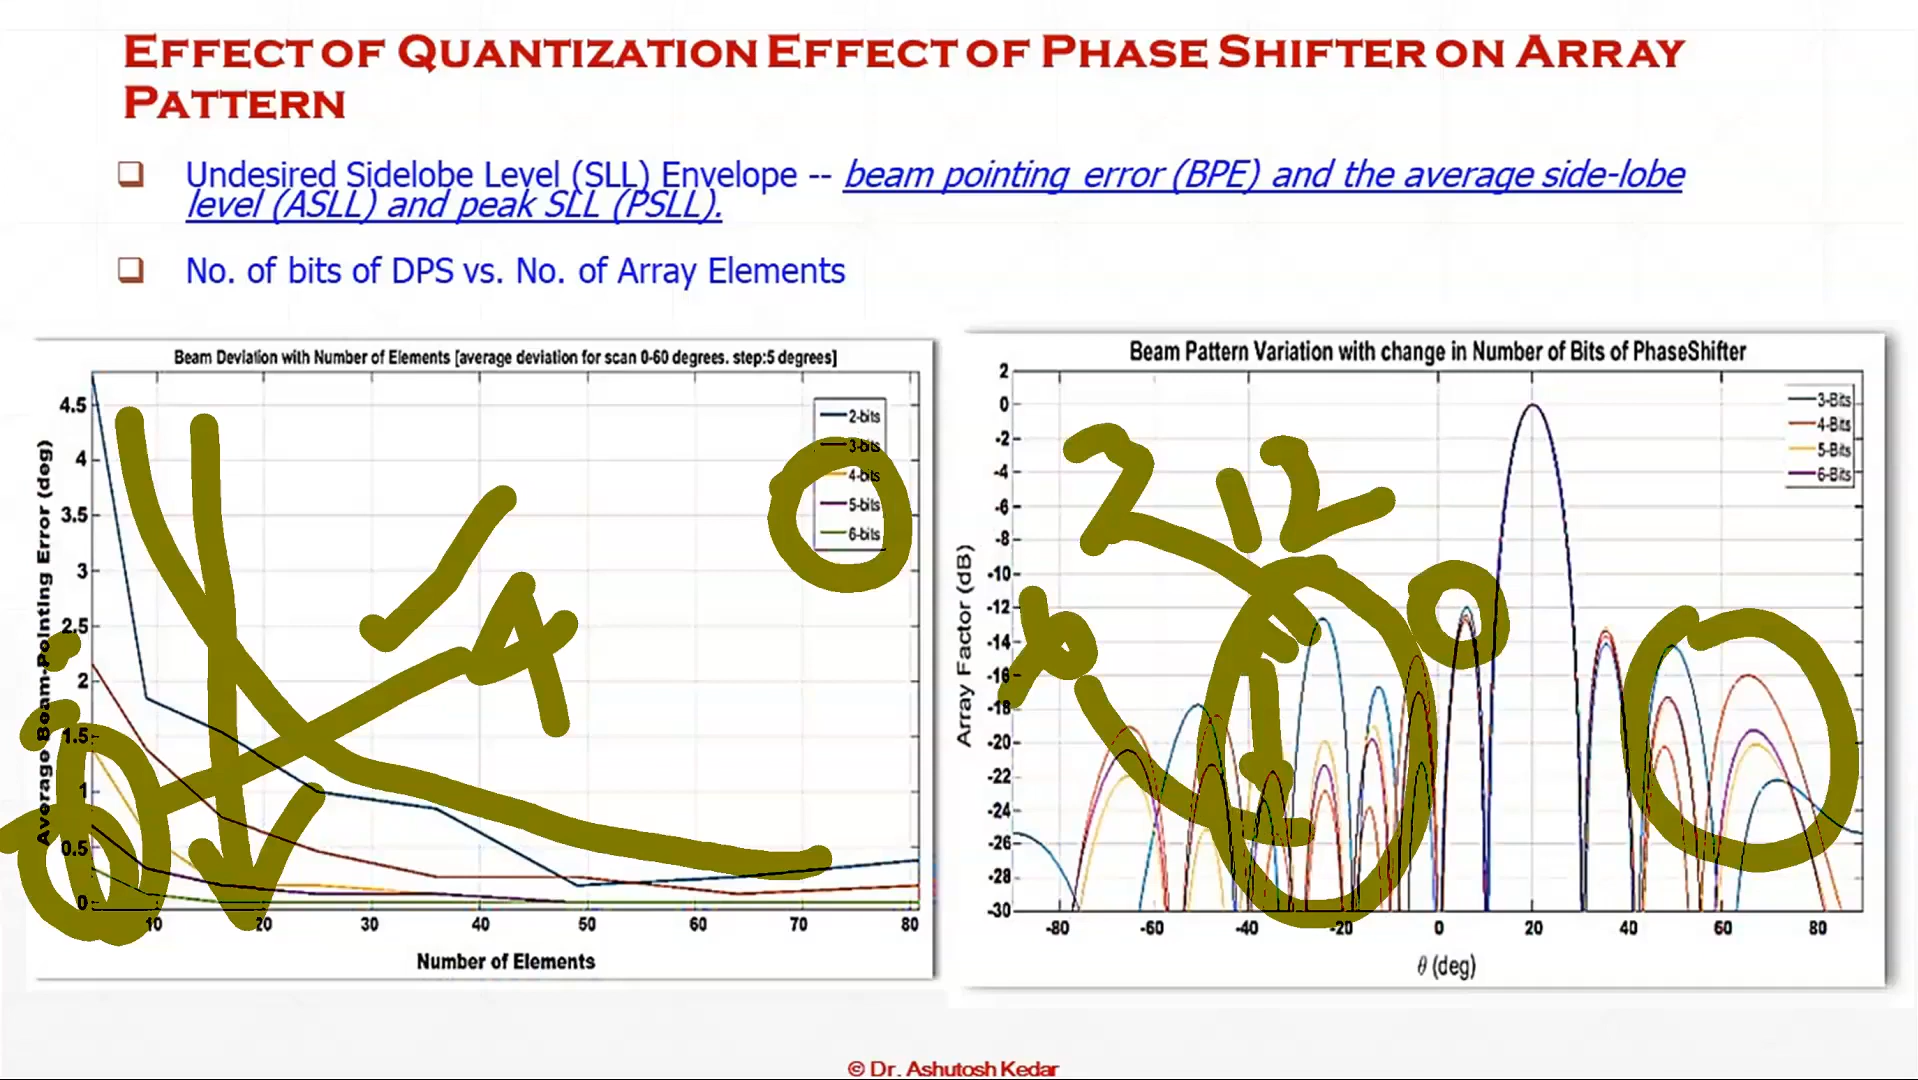 EFFECT OF QUANTIZATION EFFECT OF PHASE SHIFTER ON ARRAY
PATTERN
Undesired Sidelobe Level (SLL) Envelope -- beam pointing error (BPE) and the average side-lobe
level (ASLL) and peak SLL (PSLL).
No. of bits of DPS vs. No. of Array Elements
Beam Deviation with Number of Elements [average deviation for scan 0-60 degrees. step:5 degrees]
Average Beam-Pointing Error (deg)
4.5
4
3.5
3
2.5
2
1.5
1
0.5
0
10 20 30 40 50 60 70 80
Number of Elements
2-bits
3-bits
4-bits
5-bits
6-bits
4
Beam Pattern Variation with change in Number of Bits of PhaseShifter
Array Factor (dB)
2
0
-2
-4
-6
-8
-10
-12
-14
-16
-18
-20
-22
-24
-26
-28
-30
-80 -60 -40 -20 0 20 40 60 80
θ (deg)
3-Bits
4-Bits
5-Bits
6-Bits
© Dr. Ashutosh Kedar